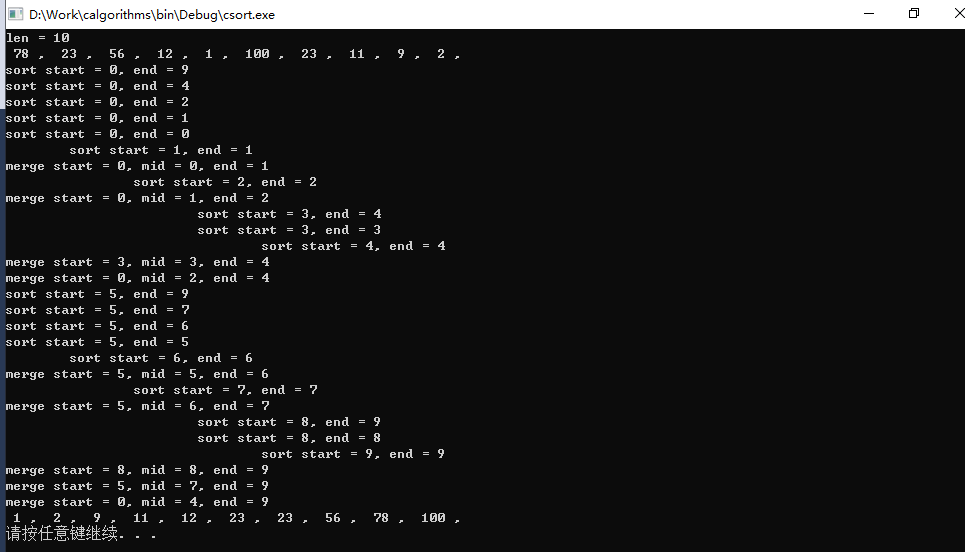 D:\Work\calgorithms\bin\Debug\csort.exe
len = 10
 78 ,  23 ,  56 ,  12 ,  1 ,  100 ,  23 ,  11 ,  9 ,  2 ,
sort start = 0, end = 9
sort start = 0, end = 4
sort start = 0, end = 2
sort start = 0, end = 1
sort start = 0, end = 0
        sort start = 1, end = 1
merge start = 0, mid = 0, end = 1
                sort start = 2, end = 2
merge start = 0, mid = 1, end = 2
                        sort start = 3, end = 4
                        sort start = 3, end = 3
                                sort start = 4, end = 4
merge start = 3, mid = 3, end = 4
merge start = 0, mid = 2, end = 4
sort start = 5, end = 9
sort start = 5, end = 7
sort start = 5, end = 6
sort start = 5, end = 5
        sort start = 6, end = 6
merge start = 5, mid = 5, end = 6
                sort start = 7, end = 7
merge start = 5, mid = 6, end = 7
                        sort start = 8, end = 9
                        sort start = 8, end = 8
                                sort start = 9, end = 9
merge start = 8, mid = 8, end = 9
merge start = 5, mid = 7, end = 9
merge start = 0, mid = 4, end = 9
 1 ,  2 ,  9 ,  11 ,  12 ,  23 ,  23 ,  56 ,  78 ,  100 ,
请按任意键继续. . .